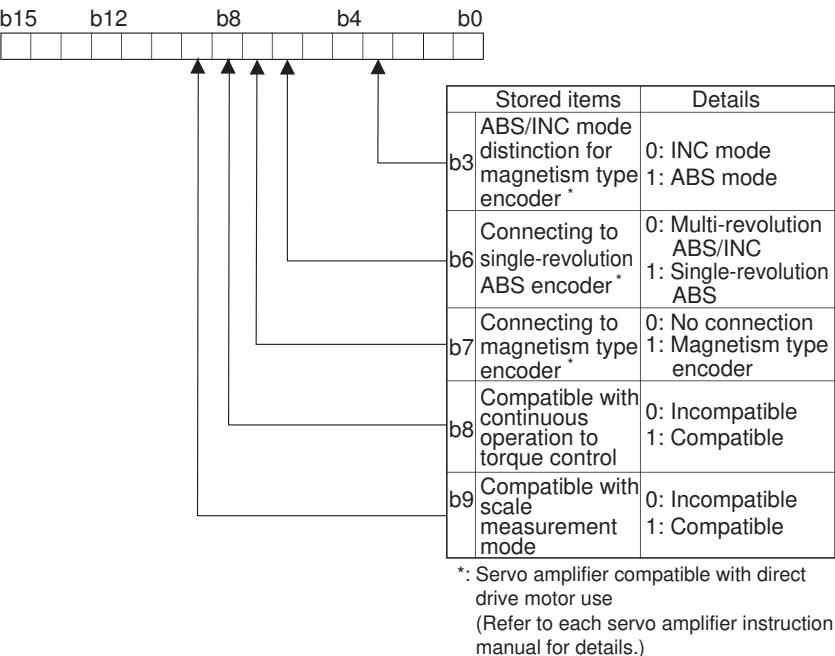 b15 b12 b8 b4 b0
Stored items Details
b3
ABS/INC mode
distinction for
magnetism type
encoder *
0: INC mode
1: ABS mode
b6
Connecting to
single-revolution
ABS encoder *
0: Multi-revolution
ABS/INC
1: Single-revolution
ABS
b7
Connecting to
magnetism type
encoder *
0: No connection
1: Magnetism type
encoder
b8
Compatible with
continuous
operation to
torque control
0: Incompatible
1: Compatible
b9
Compatible with
scale
measurement
mode
0: Incompatible
1: Compatible
*: Servo amplifier compatible with direct
drive motor use
(Refer to each servo amplifier instruction
manual for details.)